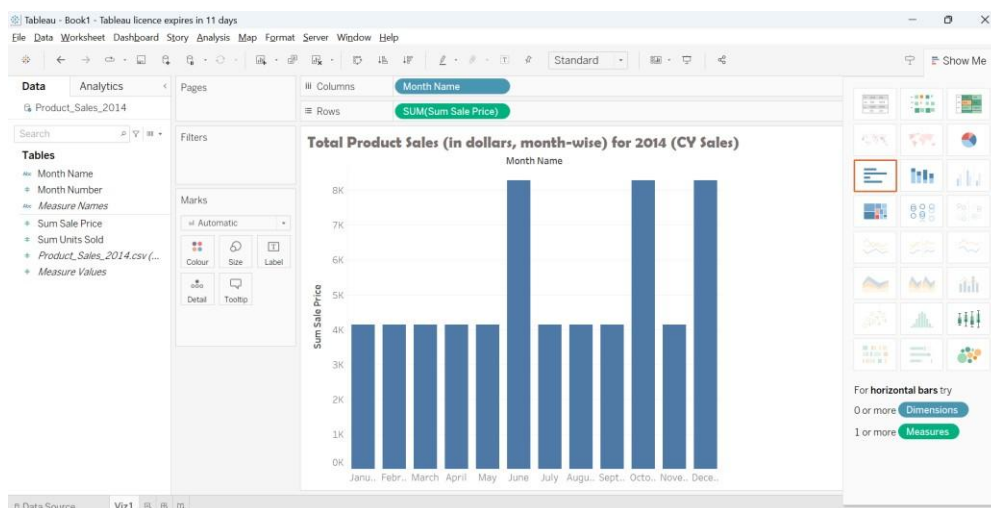 Tableau - Book1 - Tableau licence expires in 11 days
File Data Worksheet Dashboard Story Analysis Map Format Server Window Help
Standard
Show Me
Data Analytics
Product_Sales_2014
Search
Tables
Abc Month Name
Month Number
Abc Measure Names
Sum Sale Price
Sum Units Sold
Product_Sales_2014.csv (...
Measure Values
Pages
Filters
Marks
Automatic
Colour Size Label
Detail Tooltip
Columns Month Name
Rows SUM(Sum Sale Price)
Total Product Sales (in dollars, month-wise) for 2014 (CY Sales)
Month Name
Sum Sale Price
8K
7K
6K
5K
4K
3K
2K
1K
0K
Janu.. Febr.. March April May June July Augu.. Sept.. Octo.. Nove.. Dece..
For horizontal bars try
0 or more Dimensions
1 or more Measures
Data Source Viz1